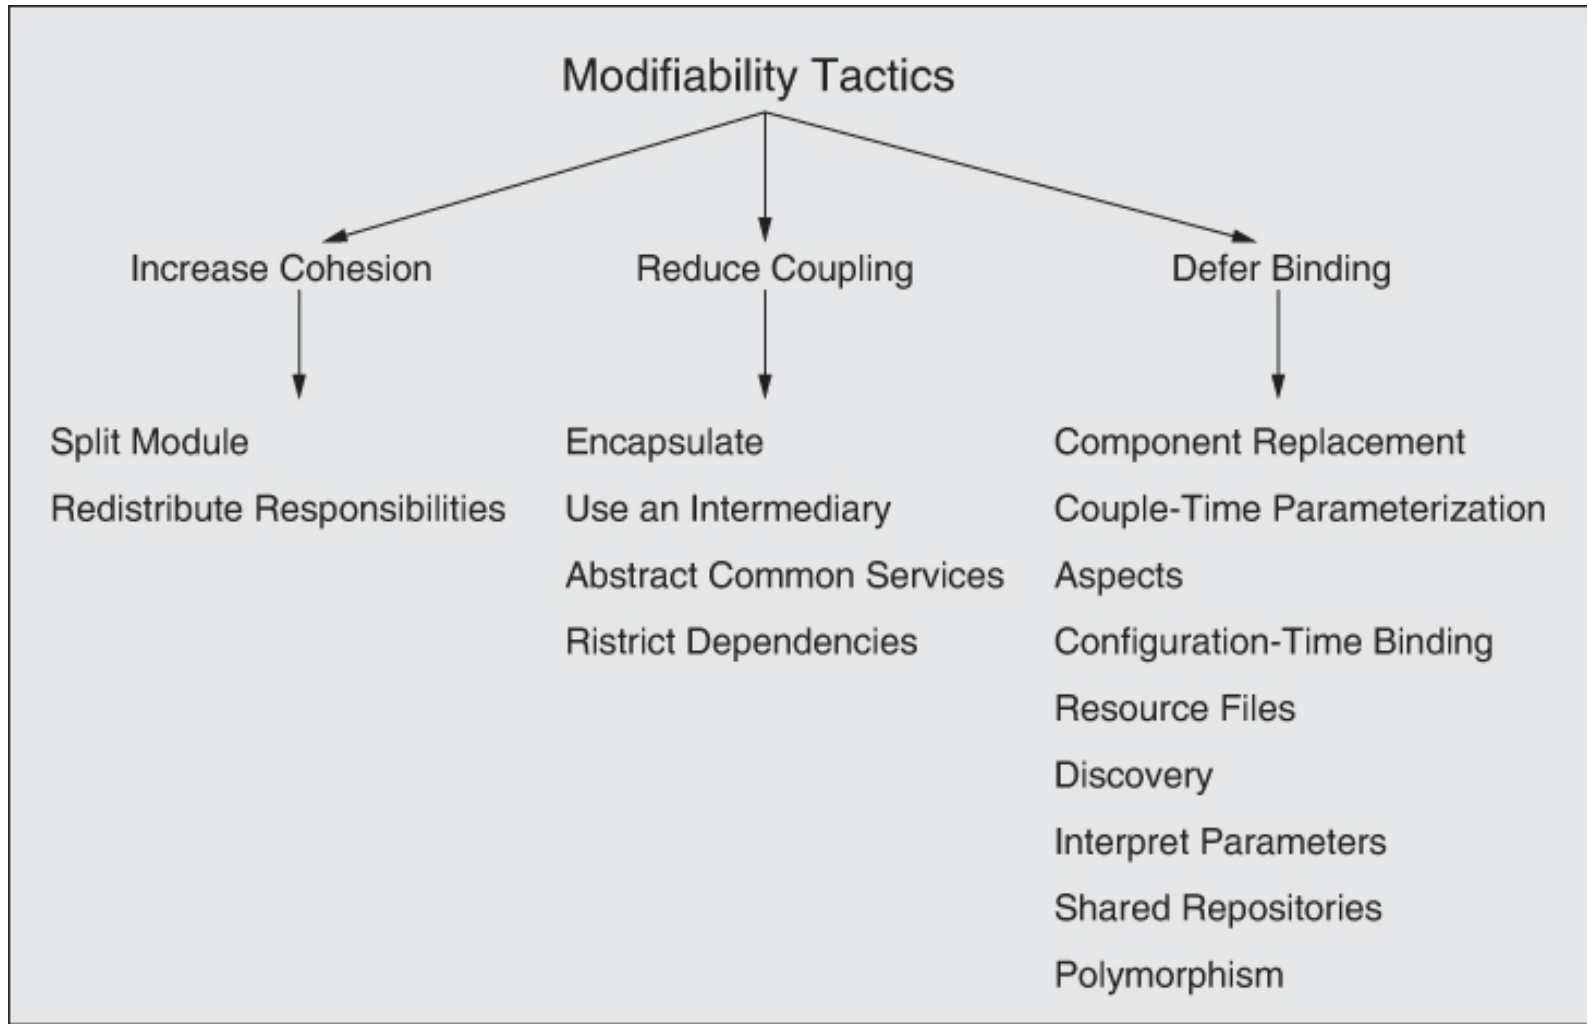 Modifiability Tactics
Increase Cohesion
Reduce Coupling
Defer Binding
Split Module
Redistribute Responsibilities
Encapsulate
Use an Intermediary
Abstract Common Services
Ristrict Dependencies
Component Replacement
Couple-Time Parameterization
Aspects
Configuration-Time Binding
Resource Files
Discovery
Interpret Parameters
Shared Repositories
Polymorphism